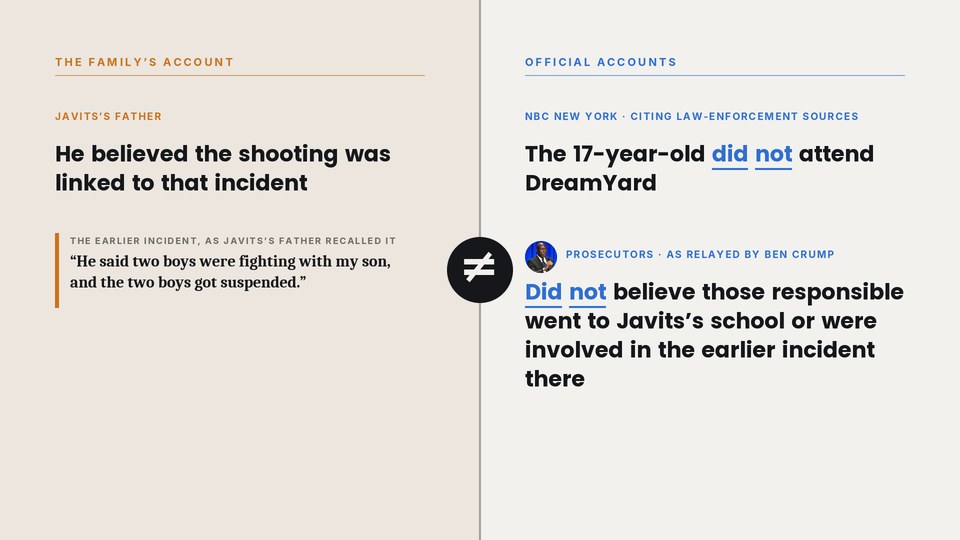 THE FAMILY’S ACCOUNT
JAVITS’S FATHER
He believed the shooting was
linked to that incident
THE EARLIER INCIDENT, AS JAVITS’S FATHER RECALLED IT
“He said two boys were fighting with my son,
and the two boys got suspended.”
≠
OFFICIAL ACCOUNTS
NBC NEW YORK · CITING LAW-ENFORCEMENT SOURCES
The 17-year-old did not attend
DreamYard
PROSECUTORS · AS RELAYED BY BEN CRUMP
Did not believe those responsible
went to Javits’s school or were
involved in the earlier incident
there